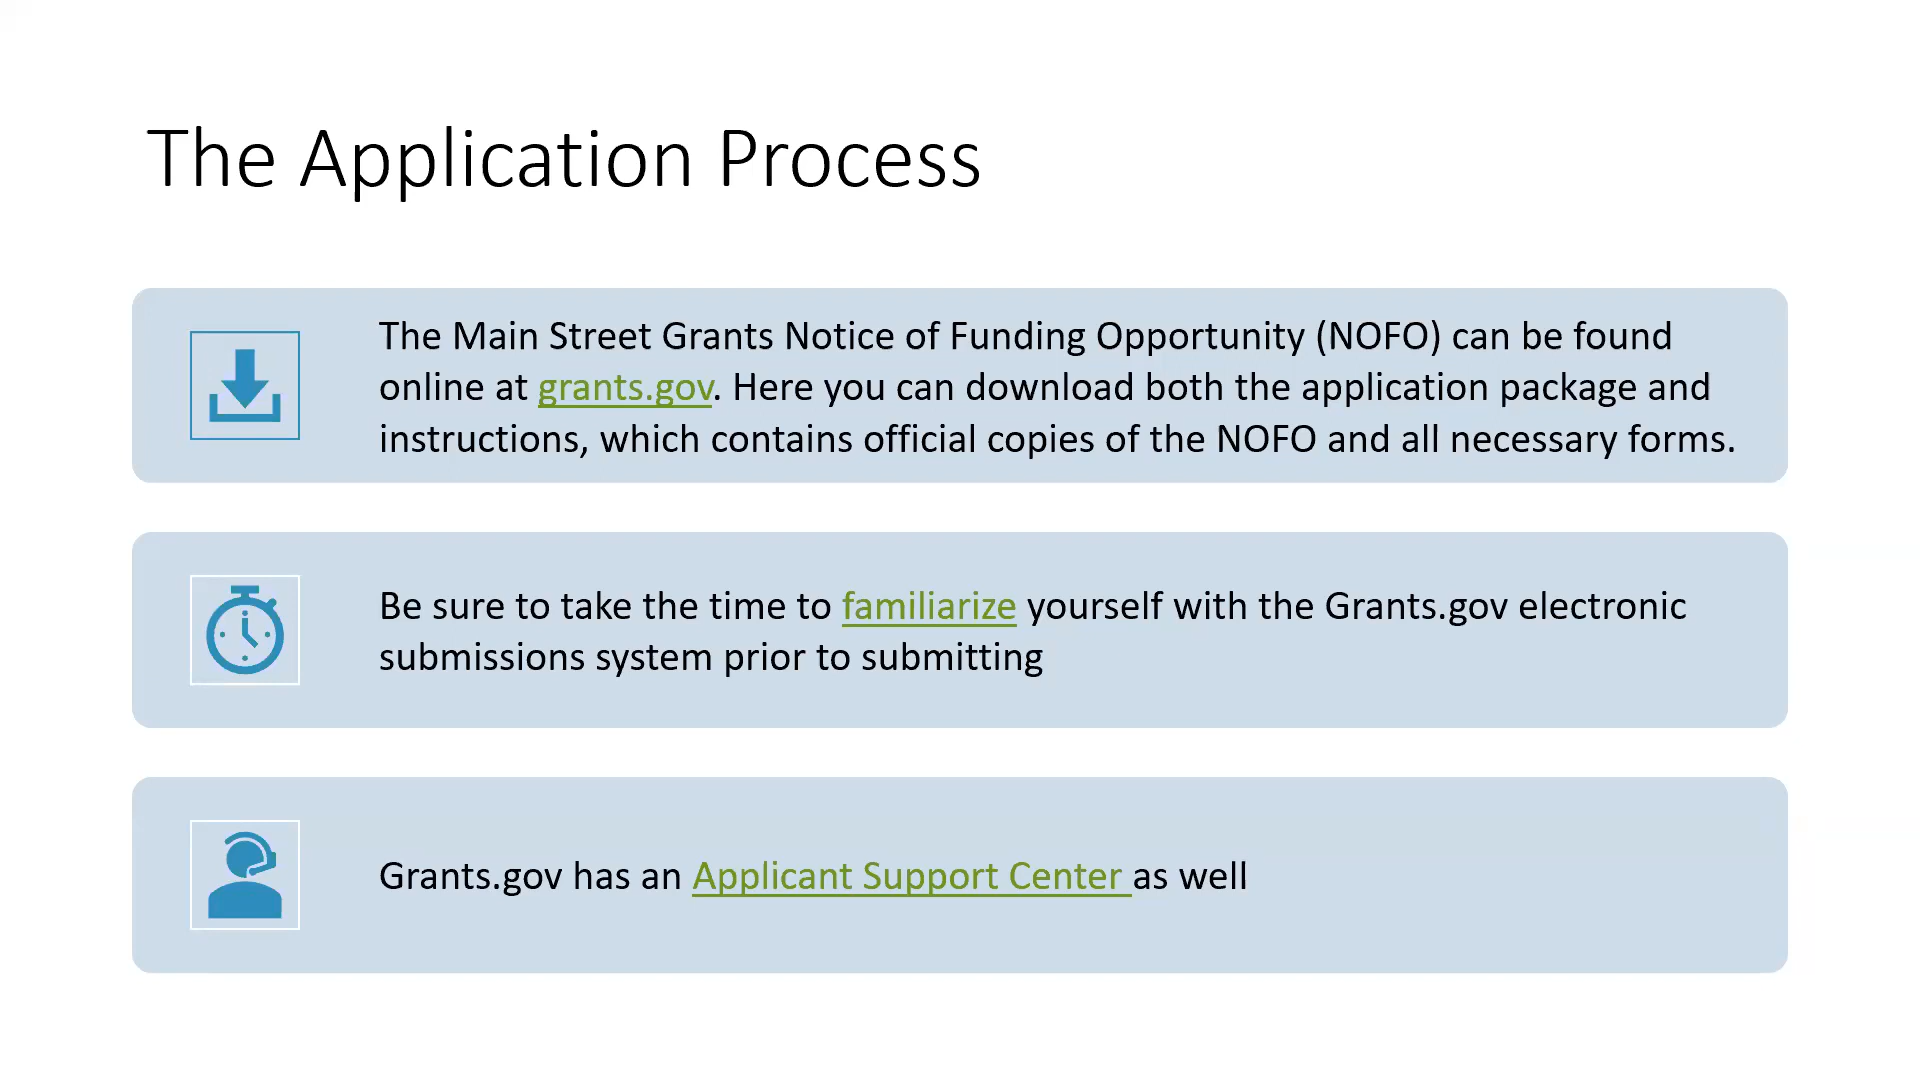 The Application Process
The Main Street Grants Notice of Funding Opportunity (NOFO) can be found
online at grants.gov. Here you can download both the application package and
instructions, which contains official copies of the NOFO and all necessary forms.
Be sure to take the time to familiarize yourself with the Grants.gov electronic
submissions system prior to submitting
Grants.gov has an Applicant Support Center as well